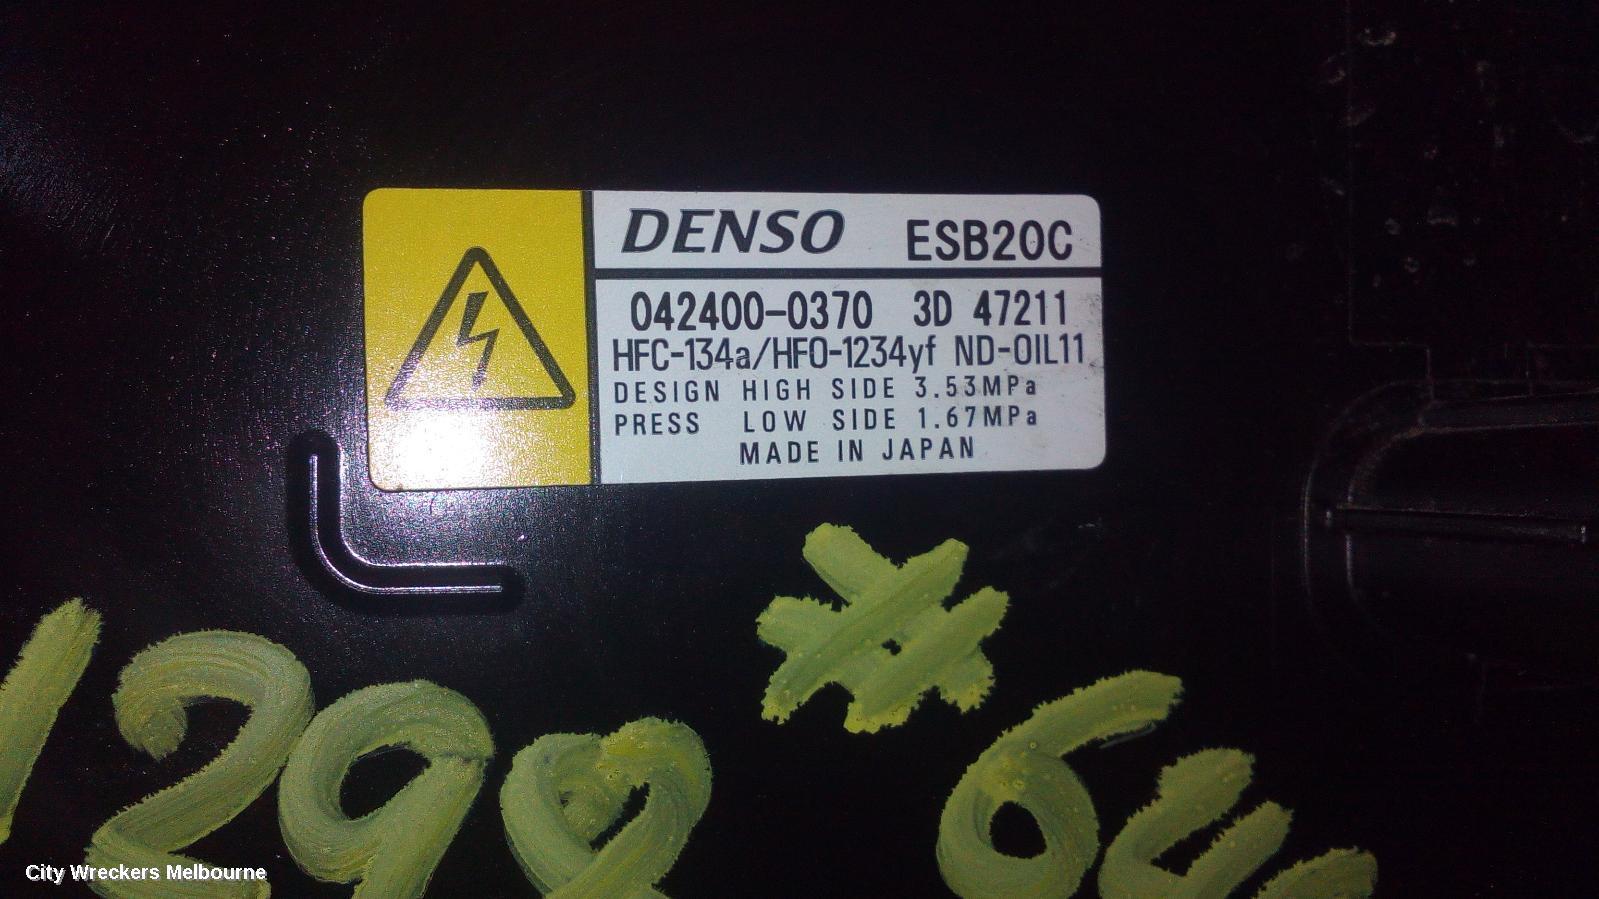 DENSO ESB20C
042400-0370 3D 47211
HFC-134a/HFO-1234yf ND-OIL11
DESIGN HIGH SIDE 3.53MPa
PRESS LOW SIDE 1.67MPa
MADE IN JAPAN
City Wreckers Melbourne